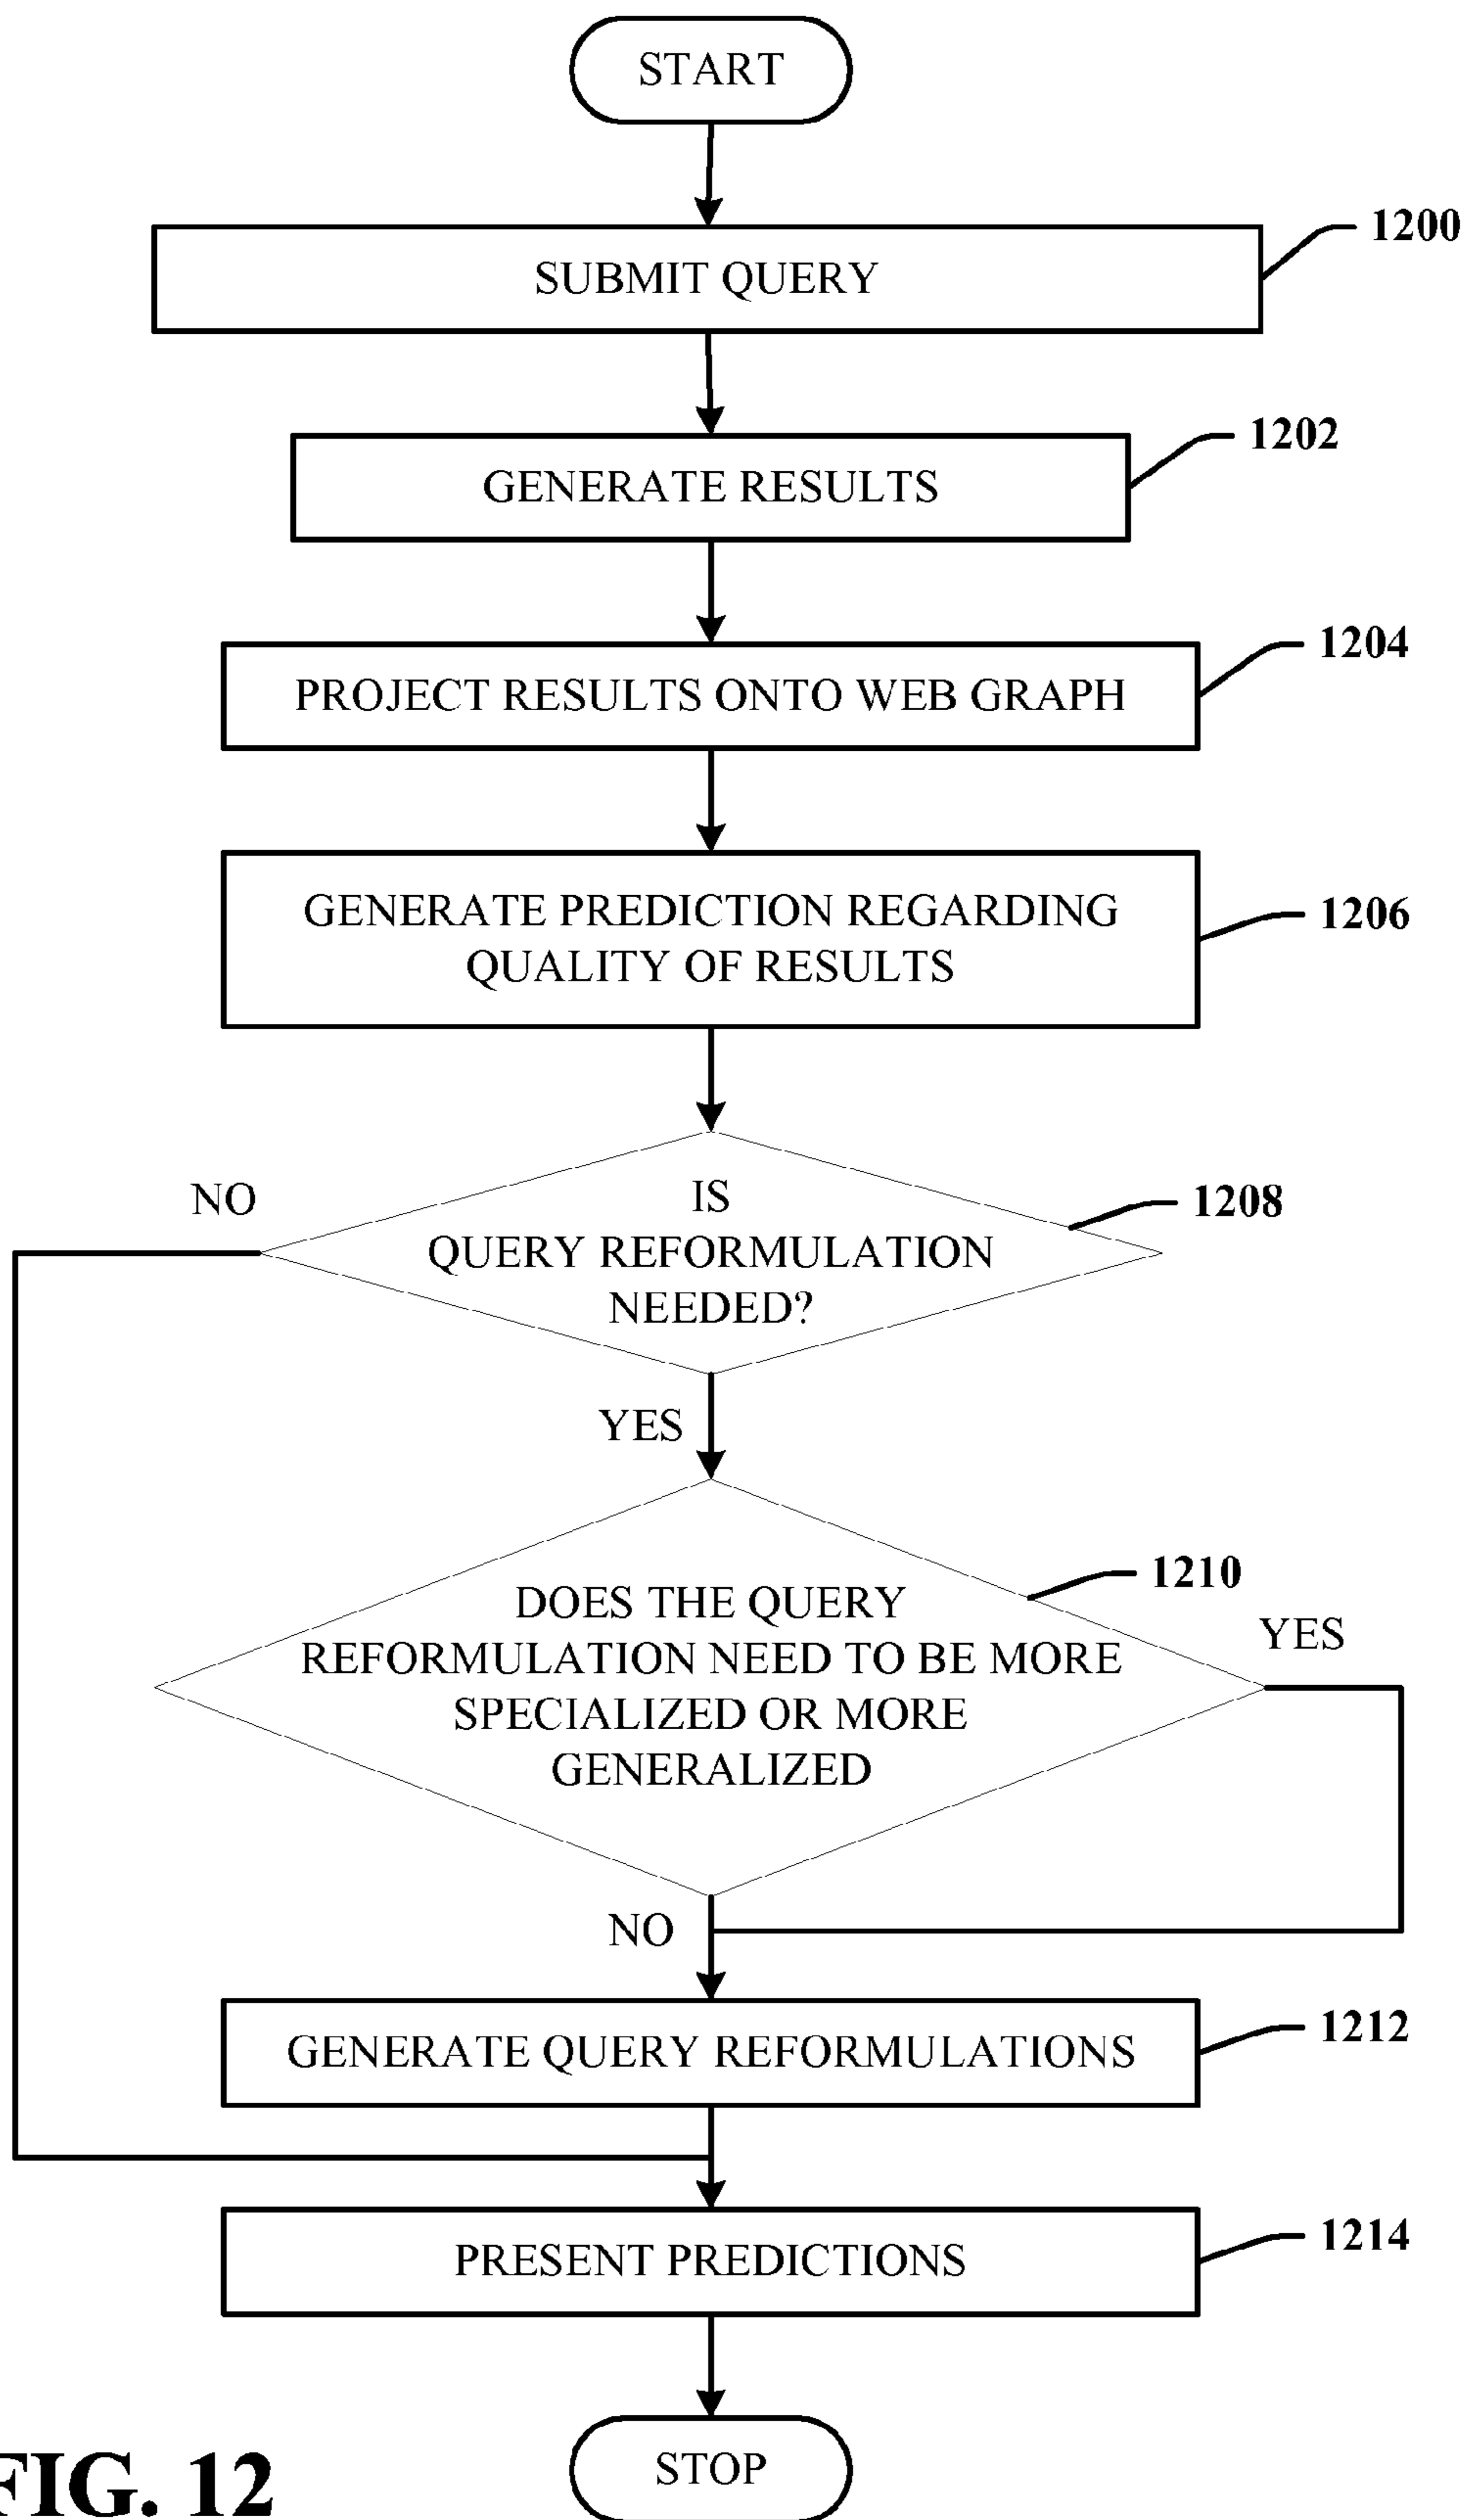 START
1200
SUBMIT QUERY
1202
GENERATE RESULTS
1204
PROJECT RESULTS ONTO WEB GRAPH
1206
GENERATE PREDICTION REGARDING
QUALITY OF RESULTS
NO
1208
IS
QUERY REFORMULATION
NEEDED?
YES
1210
DOES THE QUERY
REFORMULATION NEED TO BE MORE
SPECIALIZED OR MORE
GENERALIZED
YES
NO
1212
GENERATE QUERY REFORMULATIONS
1214
PRESENT PREDICTIONS
STOP
FIG. 12